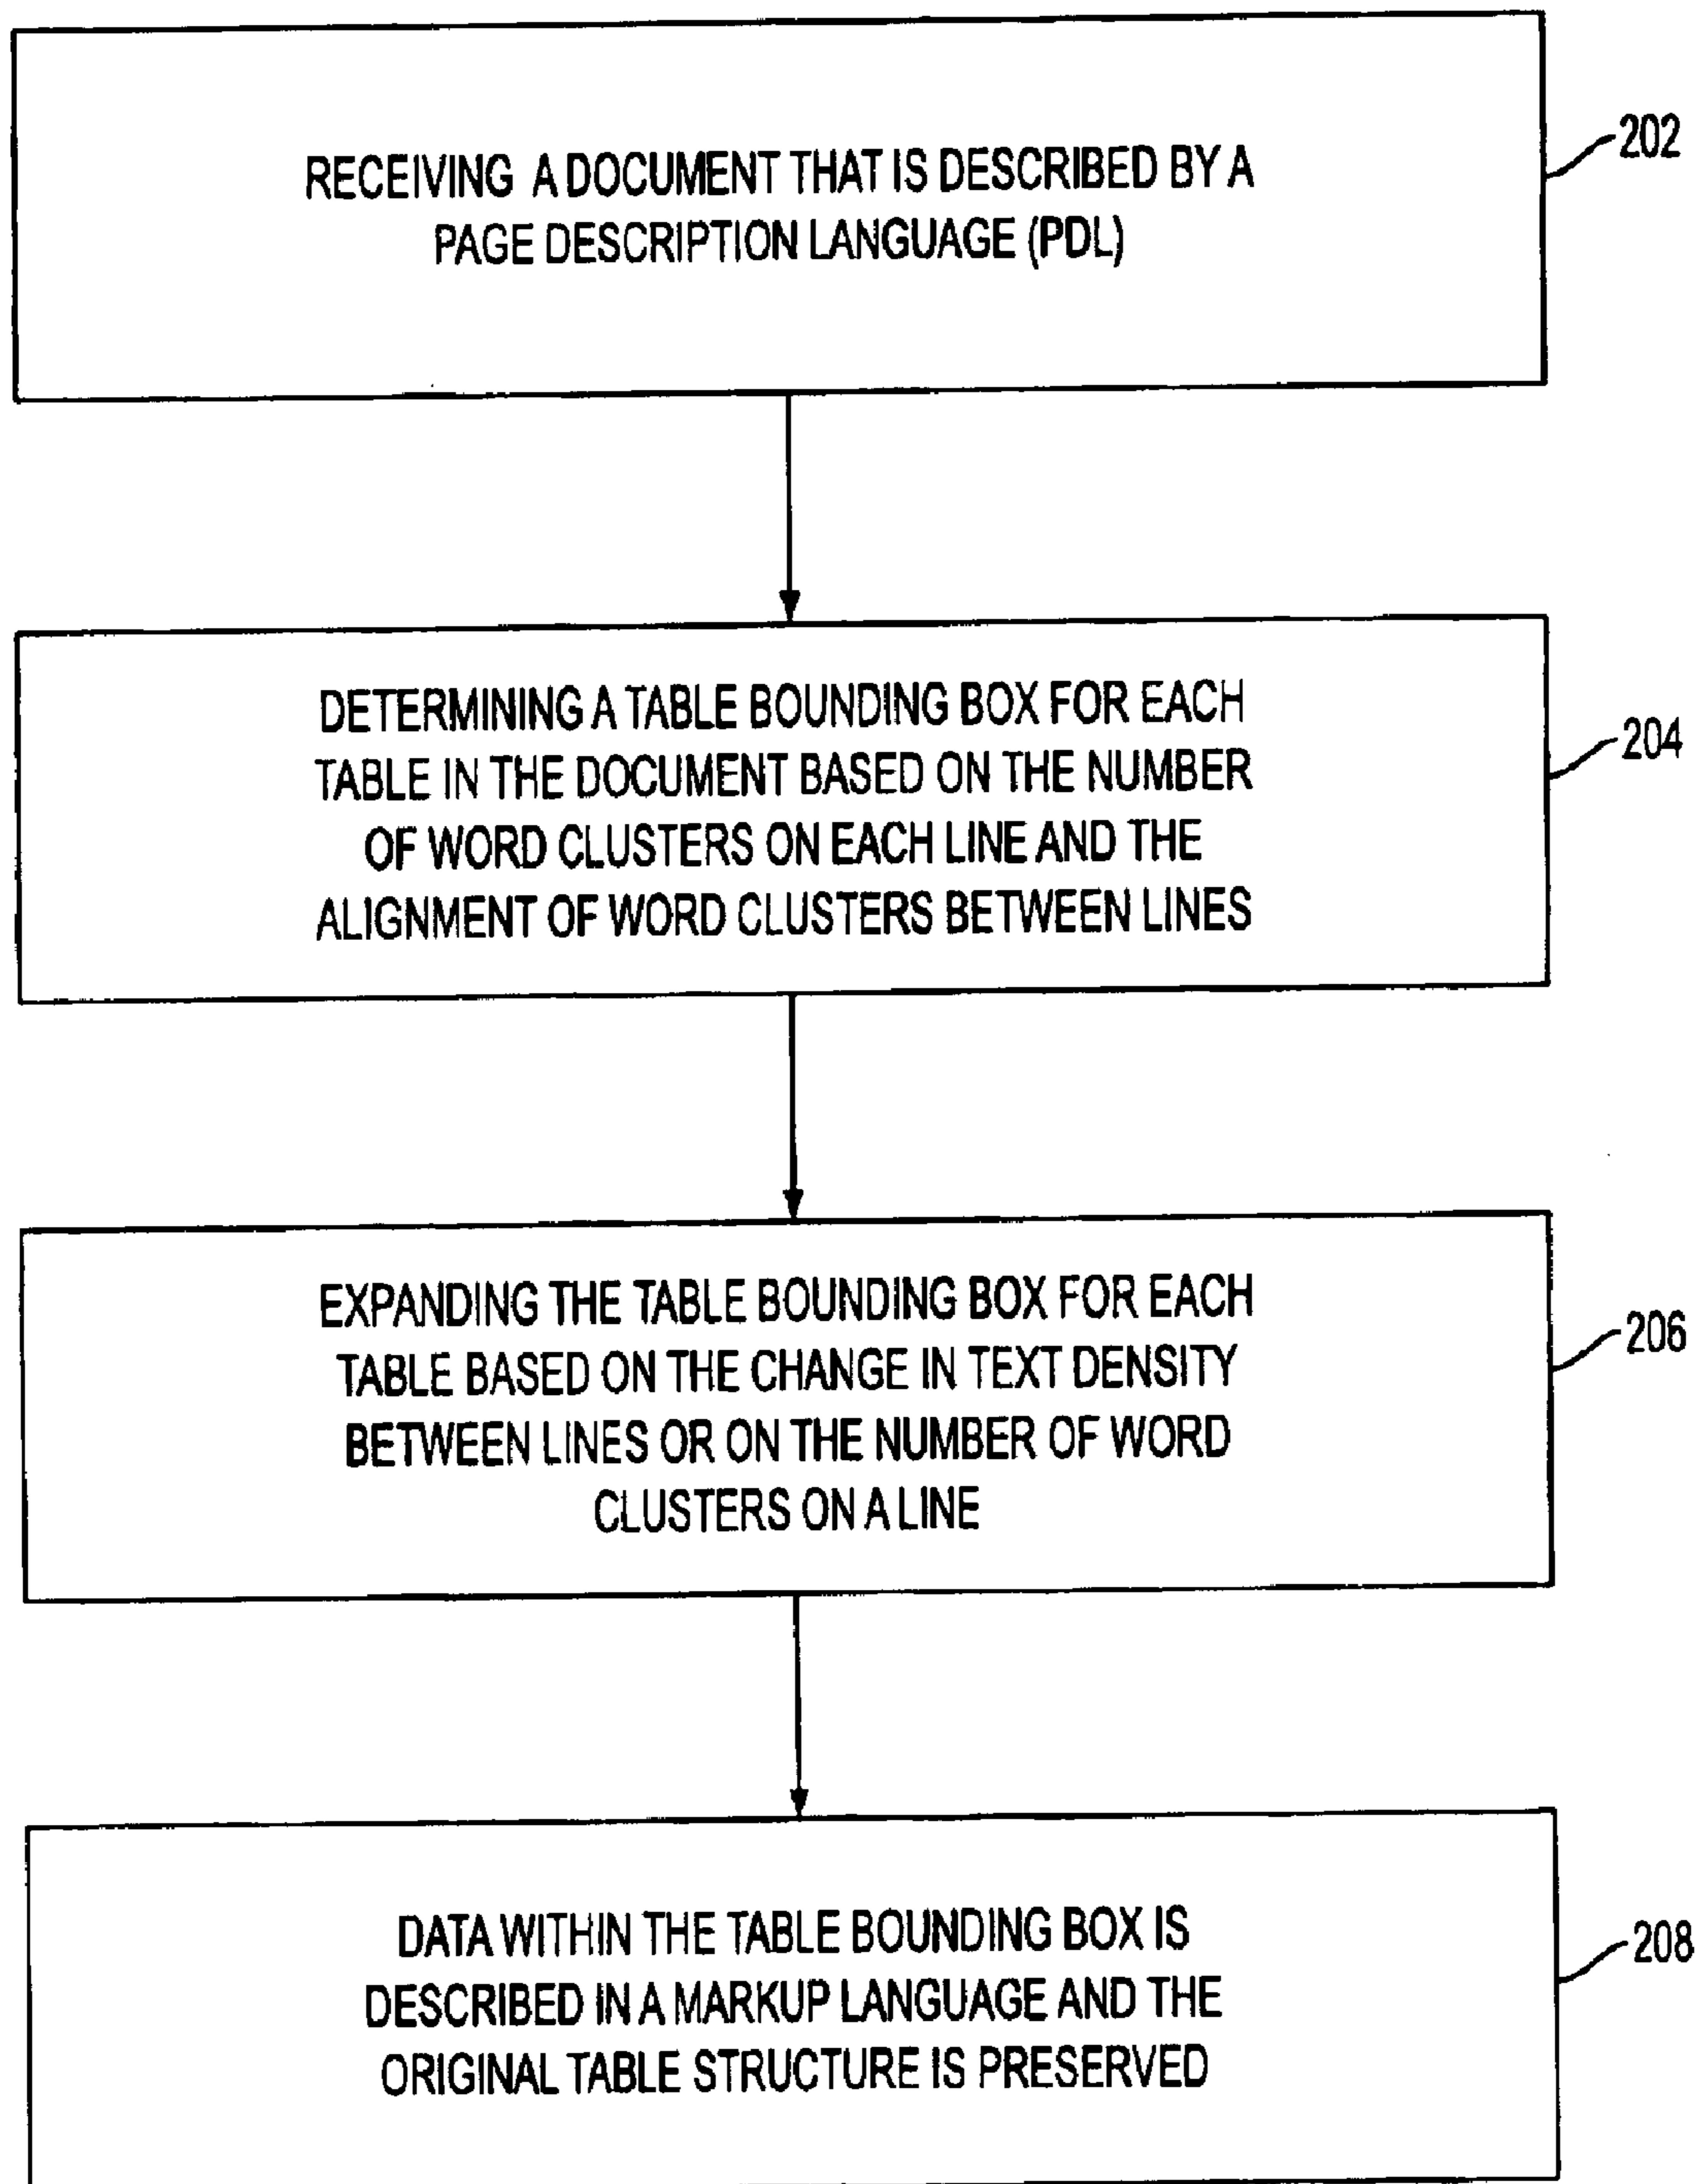 RECEIVING A DOCUMENT THAT IS DESCRIBED BY A
PAGE DESCRIPTION LANGUAGE (PDL)
202
DETERMINING A TABLE BOUNDING BOX FOR EACH
TABLE IN THE DOCUMENT BASED ON THE NUMBER
OF WORD CLUSTERS ON EACH LINE AND THE
ALIGNMENT OF WORD CLUSTERS BETWEEN LINES
204
EXPANDING THE TABLE BOUNDING BOX FOR EACH
TABLE BASED ON THE CHANGE IN TEXT DENSITY
BETWEEN LINES OR ON THE NUMBER OF WORD
CLUSTERS ON A LINE
206
DATA WITHIN THE TABLE BOUNDING BOX IS
DESCRIBED IN A MARKUP LANGUAGE AND THE
ORIGINAL TABLE STRUCTURE IS PRESERVED
208